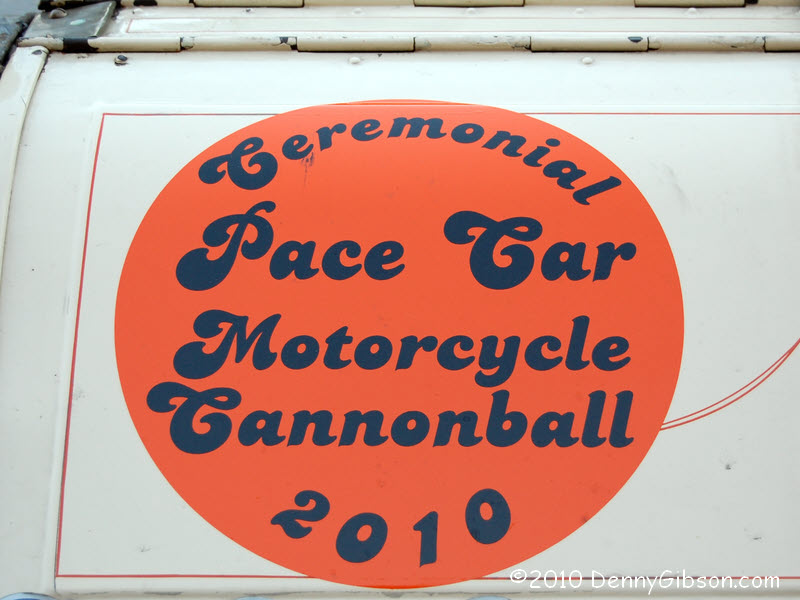 Ceremonial
Pace Car
Motorcycle
Cannonball
2010
©2010 DennyGibson.com